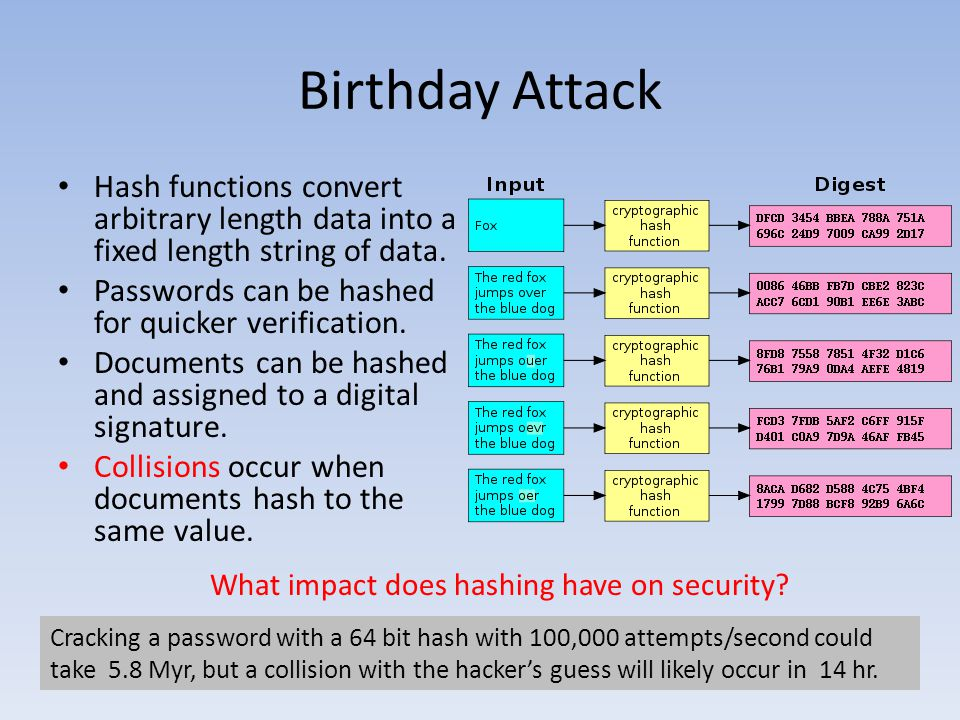 Birthday Attack
• Hash functions convert
arbitrary length data into a
fixed length string of data.
• Passwords can be hashed
for quicker verification.
• Documents can be hashed
and assigned to a digital
signature.
• Collisions occur when
documents hash to the
same value.
Input
Digest
Fox
cryptographic
hash
function
DFCD 3454 BBEA 788A 751A
696C 24D9 7009 CA99 2D17
The red fox
jumps over
the blue dog
cryptographic
hash
function
0086 46BB FB7D CBE2 823C
ACC7 6CD1 90B1 EE6E 3ABC
The red fox
jumps ouer
the blue dog
cryptographic
hash
function
8FD8 7558 7851 4F32 D1C6
76B1 79A9 0DA4 AEFE 4819
The red fox
jumps oevr
the blue dog
cryptographic
hash
function
FCD3 7FDB 5AF2 C6FF 915F
D401 C0A9 7D9A 46AF FB45
The red fox
jumps oer
the blue dog
cryptographic
hash
function
8ACA D682 D588 4C75 4BF4
1799 7D88 BCF8 92B9 6A6C
What impact does hashing have on security?
Cracking a password with a 64 bit hash with 100,000 attempts/second could
take 5.8 Myr, but a collision with the hacker’s guess will likely occur in 14 hr.